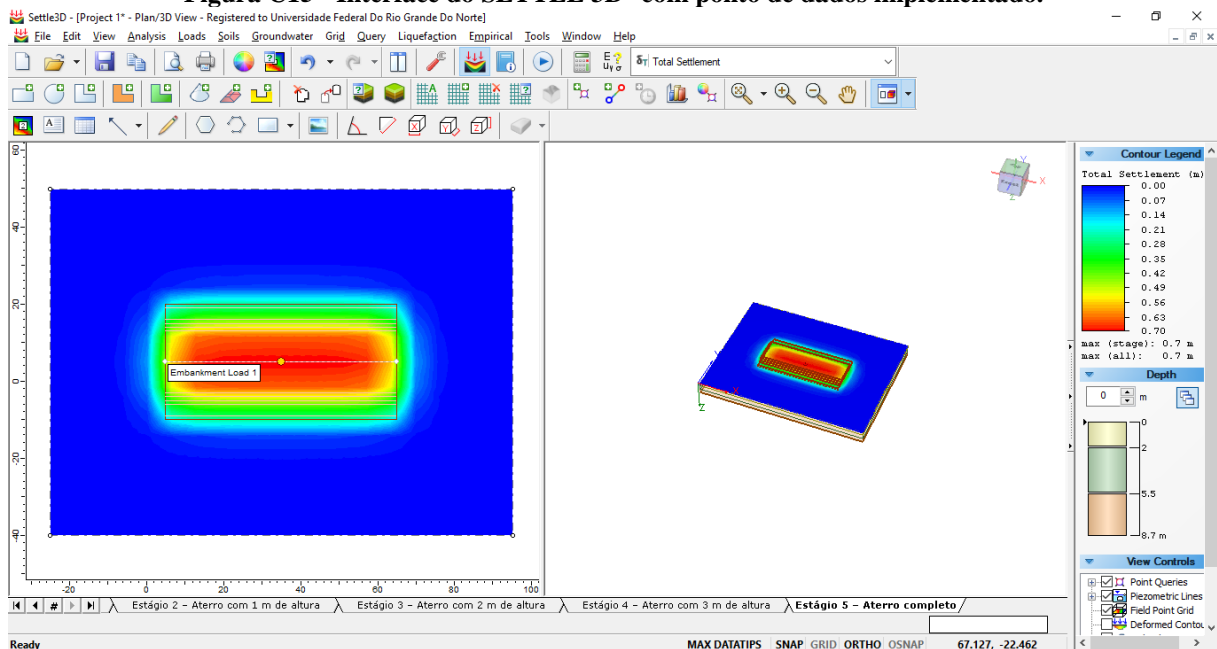 Figura C15 - Interface do SETTLE 3D com ponto de dados implementado.
Settle3D - [Project 1* - Plan/3D View - Registered to Universidade Federal Do Rio Grande Do Norte]
File Edit View Analysis Loads Soils Groundwater Grid Query Liquefaction Empirical Tools Window Help
δT Total Settlement
60
40
20
0
-20
-40
Embankment Load 1
-20 0 20 40 60 80 100
Y
X
Z
X
Z
Contour Legend
Total Settlement (m)
0.00
0.07
0.14
0.21
0.28
0.35
0.42
0.49
0.56
0.63
0.70
max (stage): 0.7 m
max (all): 0.7 m
Depth
0 m
0
2
5.5
8.7 m
View Controls
Point Queries
Piezometric Lines
Field Point Grid
Deformed Contou
Estágio 2 - Aterro com 1 m de altura
Estágio 3 - Aterro com 2 m de altura
Estágio 4 - Aterro com 3 m de altura
Estágio 5 - Aterro completo
Ready
MAX DATATIPS SNAP GRID ORTHO OSNAP 67.127, -22.462